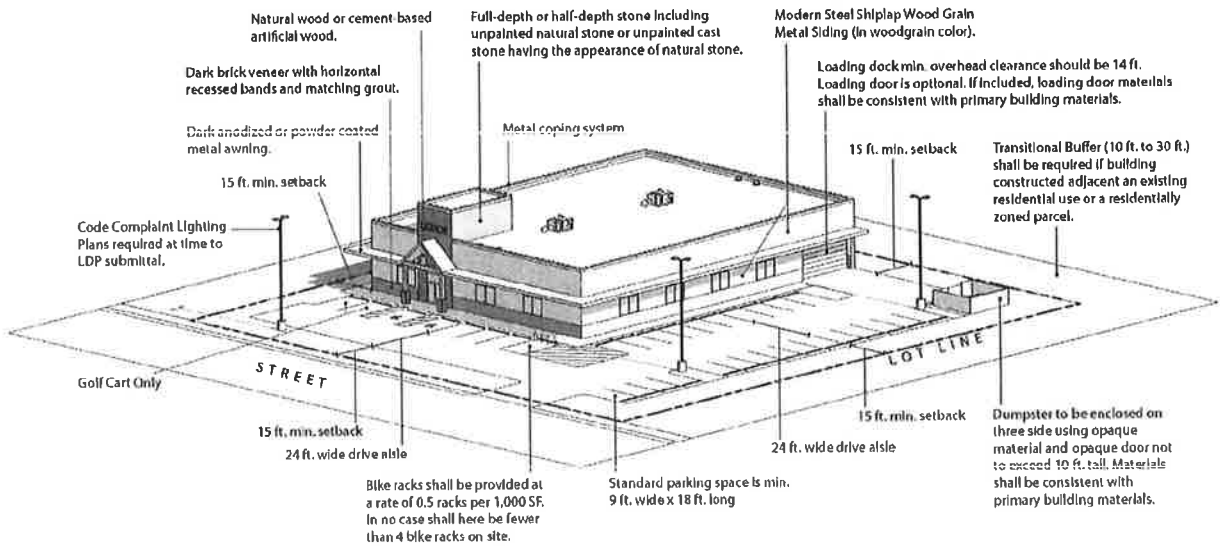 Natural wood or cement-based
artificial wood.
Full-depth or half-depth stone including
unpainted natural stone or unpainted cast
stone having the appearance of natural stone.
Modern Steel Shiplap Wood Grain
Metal Siding (in woodgrain color).
Dark brick veneer with horizontal
recessed bands and matching grout.
Loading dock min. overhead clearance should be 14 ft.
Loading door is optional. If included, loading door materials
shall be consistent with primary building materials.
Dark anodized or powder coated
metal awning.
Metal coping system
15 ft. min. setback
Transitional Buffer (10 ft. to 30 ft.)
shall be required if building
constructed adjacent an existing
residential use or a residentially
zoned parcel.
15 ft. min. setback
Code Complaint Lighting
Plans required at time to
LDP submittal.
Golf Cart Only
STREET
LOT LINE
15 ft. min. setback
24 ft. wide drive aisle
15 ft. min. setback
24 ft. wide drive aisle
Bike racks shall be provided at
a rate of 0.5 racks per 1,000 SF.
In no case shall here be fewer
than 4 bike racks on site.
Standard parking space is min.
9 ft. wide x 18 ft. long
Dumpster to be enclosed on
three side using opaque
material and opaque door not
to exceed 10 ft. tall. Materials
shall be consistent with
primary building materials.